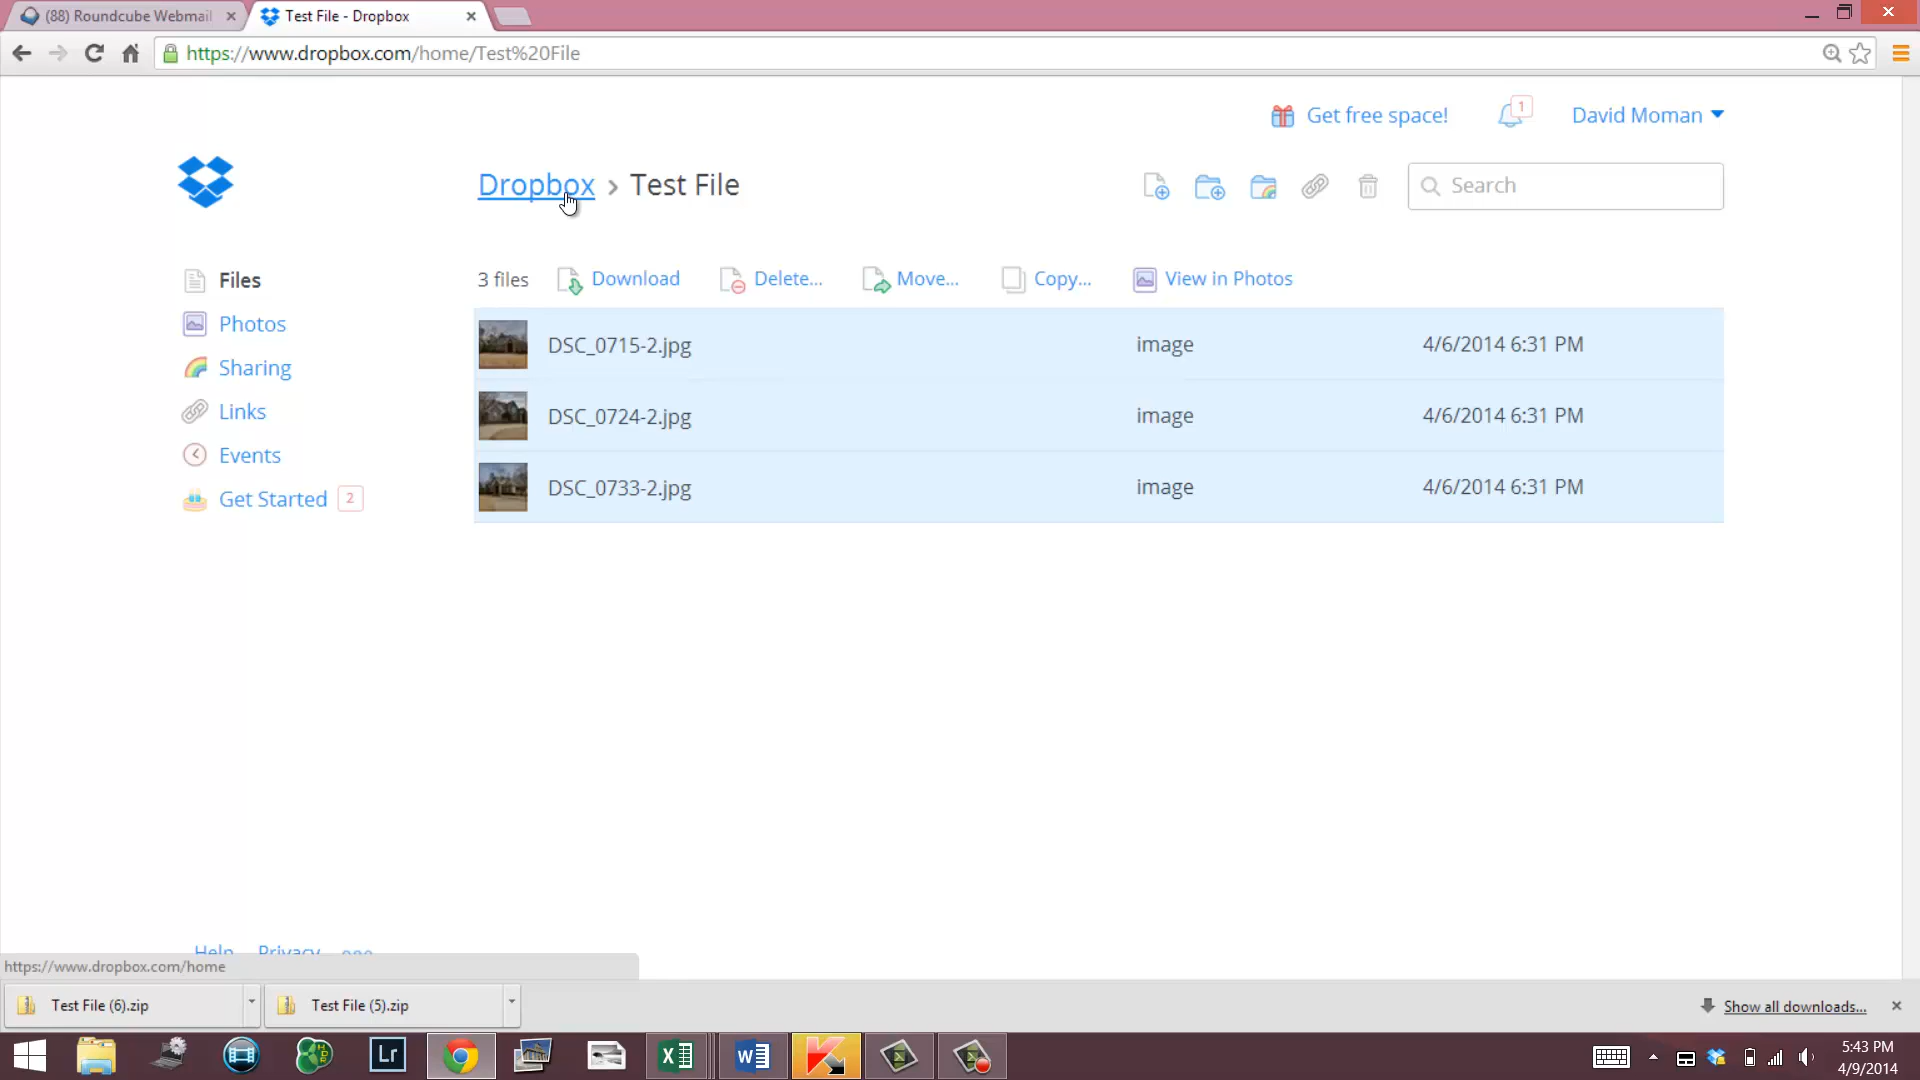 (88) Roundcube Webmail
Test File - Dropbox
https://www.dropbox.com/home/Test%20File
Get free space!
1
David Moman
Dropbox › Test File
Search
Files
Photos
Sharing
Links
Events
Get Started 2
3 files Download Delete... Move... Copy... View in Photos
DSC_0715-2.jpg image 4/6/2014 6:31 PM
DSC_0724-2.jpg image 4/6/2014 6:31 PM
DSC_0733-2.jpg image 4/6/2014 6:31 PM
Help Privacy
https://www.dropbox.com/home
Test File (6).zip
Test File (5).zip
Show all downloads...
Lr
5:43 PM
4/9/2014